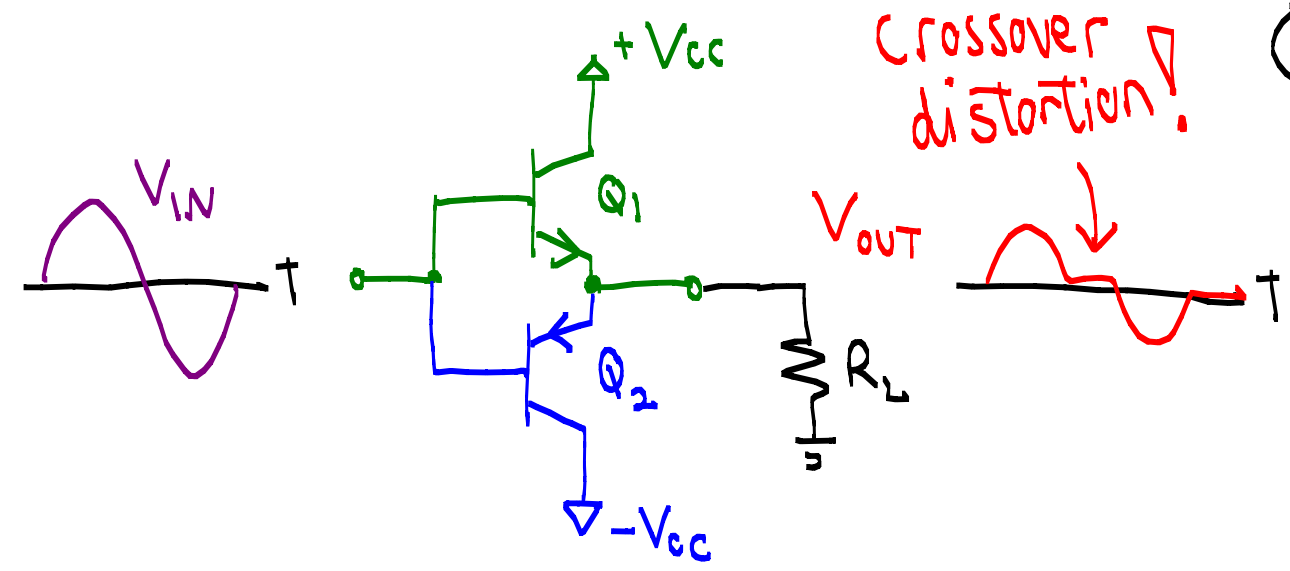 +Vcc
Crossover
distortion!
VIN
Q1
VOUT
T
T
Q2
RL
-Vcc